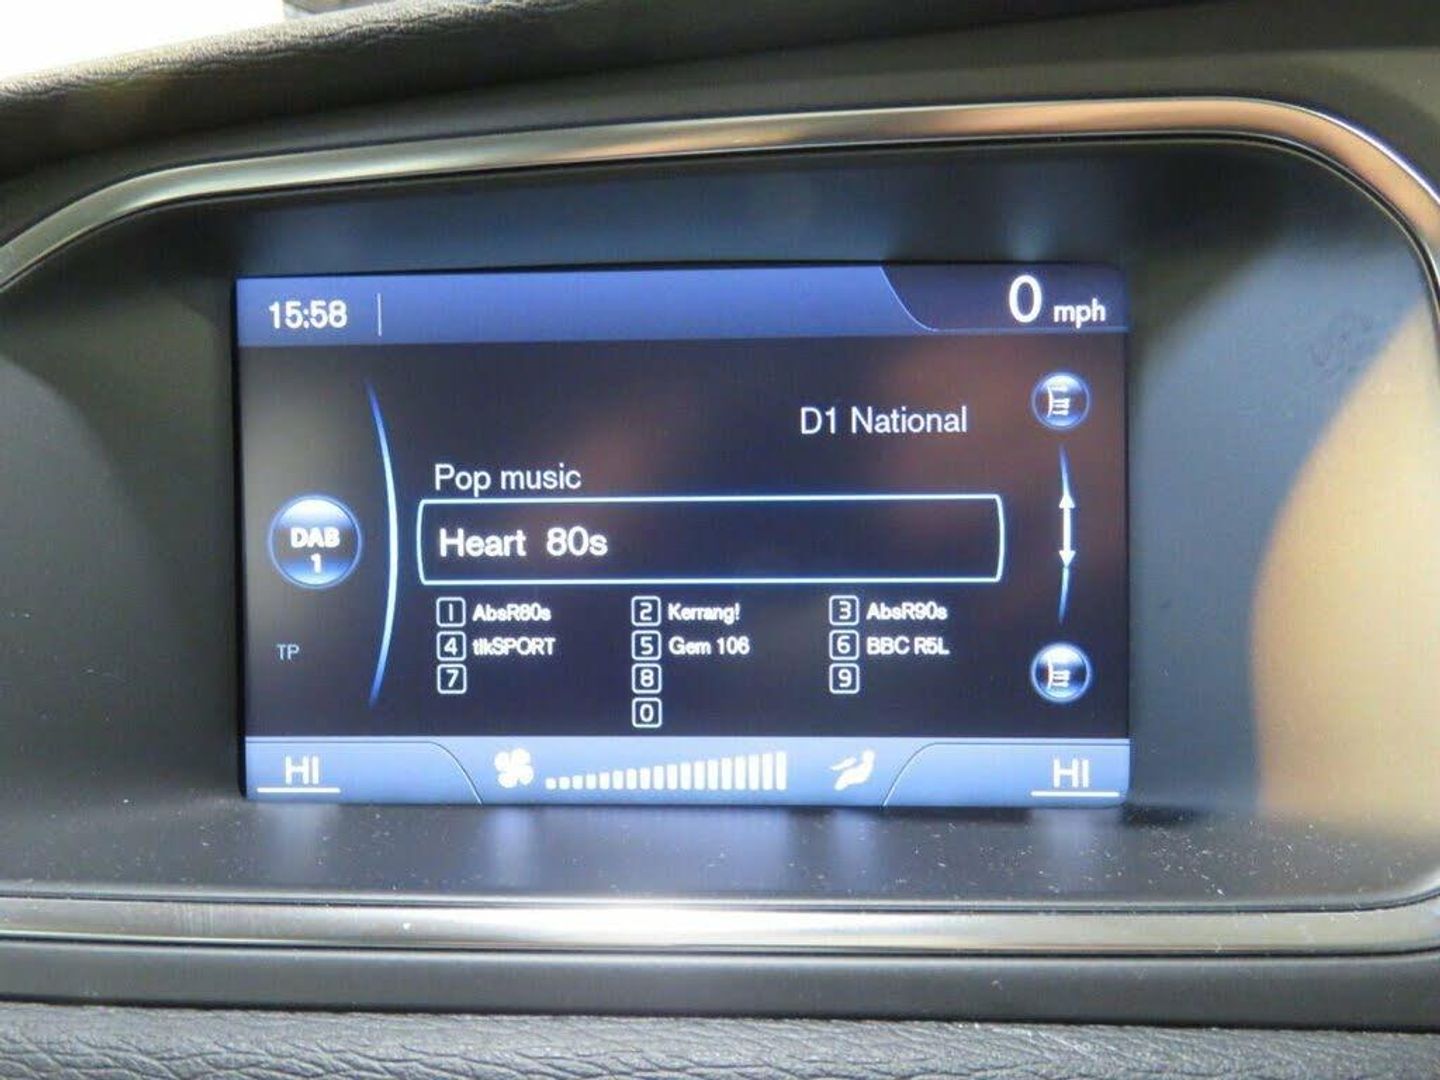 15:58
0 mph
D1 National
Pop music
DAB
1
Heart 80s
1 AbsR80s 2 Kerrang! 3 AbsR90s
4 tlkSPORT 5 Gem 106 6 BBC R5L
TP
7 8 9
0
HI HI